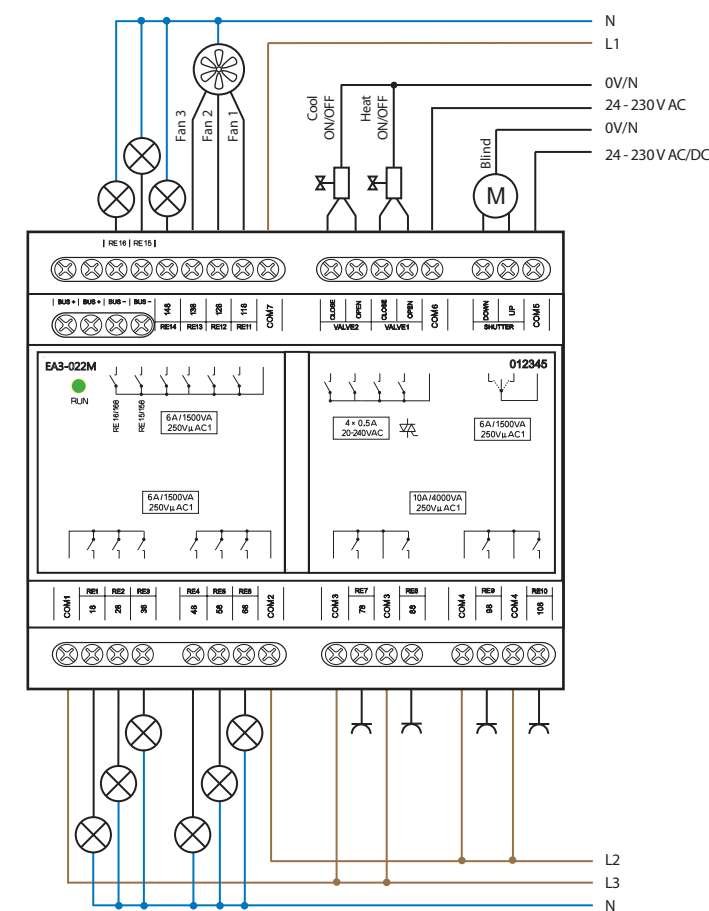 N
L1
0V/N
24 - 230 V AC
0V/N
24 - 230 V AC/DC
Fan 3
Fan 2
Fan 1
Cool
ON/OFF
Heat
ON/OFF
Blind
M
RE 16 RE 15
BUS + BUS + BUS – BUS –
148 138 128 118 COM7
RE14 RE13 RE12 RE11
CLOSE OPEN CLOSE OPEN COM6
VALVE2 VALVE1
DOWN UP COM5
SHUTTER
EA3-022M
RUN
012345
RE 16/168
RE 15/158
6A/1500VA
250VµAC1
4 × 0.5A
20-240VAC
6A/1500VA
250VµAC1
6A/1500VA
250VµAC1
10A/4000VA
250VµAC1
COM1 RE1 RE2 RE3 RE4 RE5 RE6 COM2 COM3 RE7 COM3 RE8 COM4 RE9 COM4 RE10
18 28 38 48 58 68 78 88 98 108
L2
L3
N